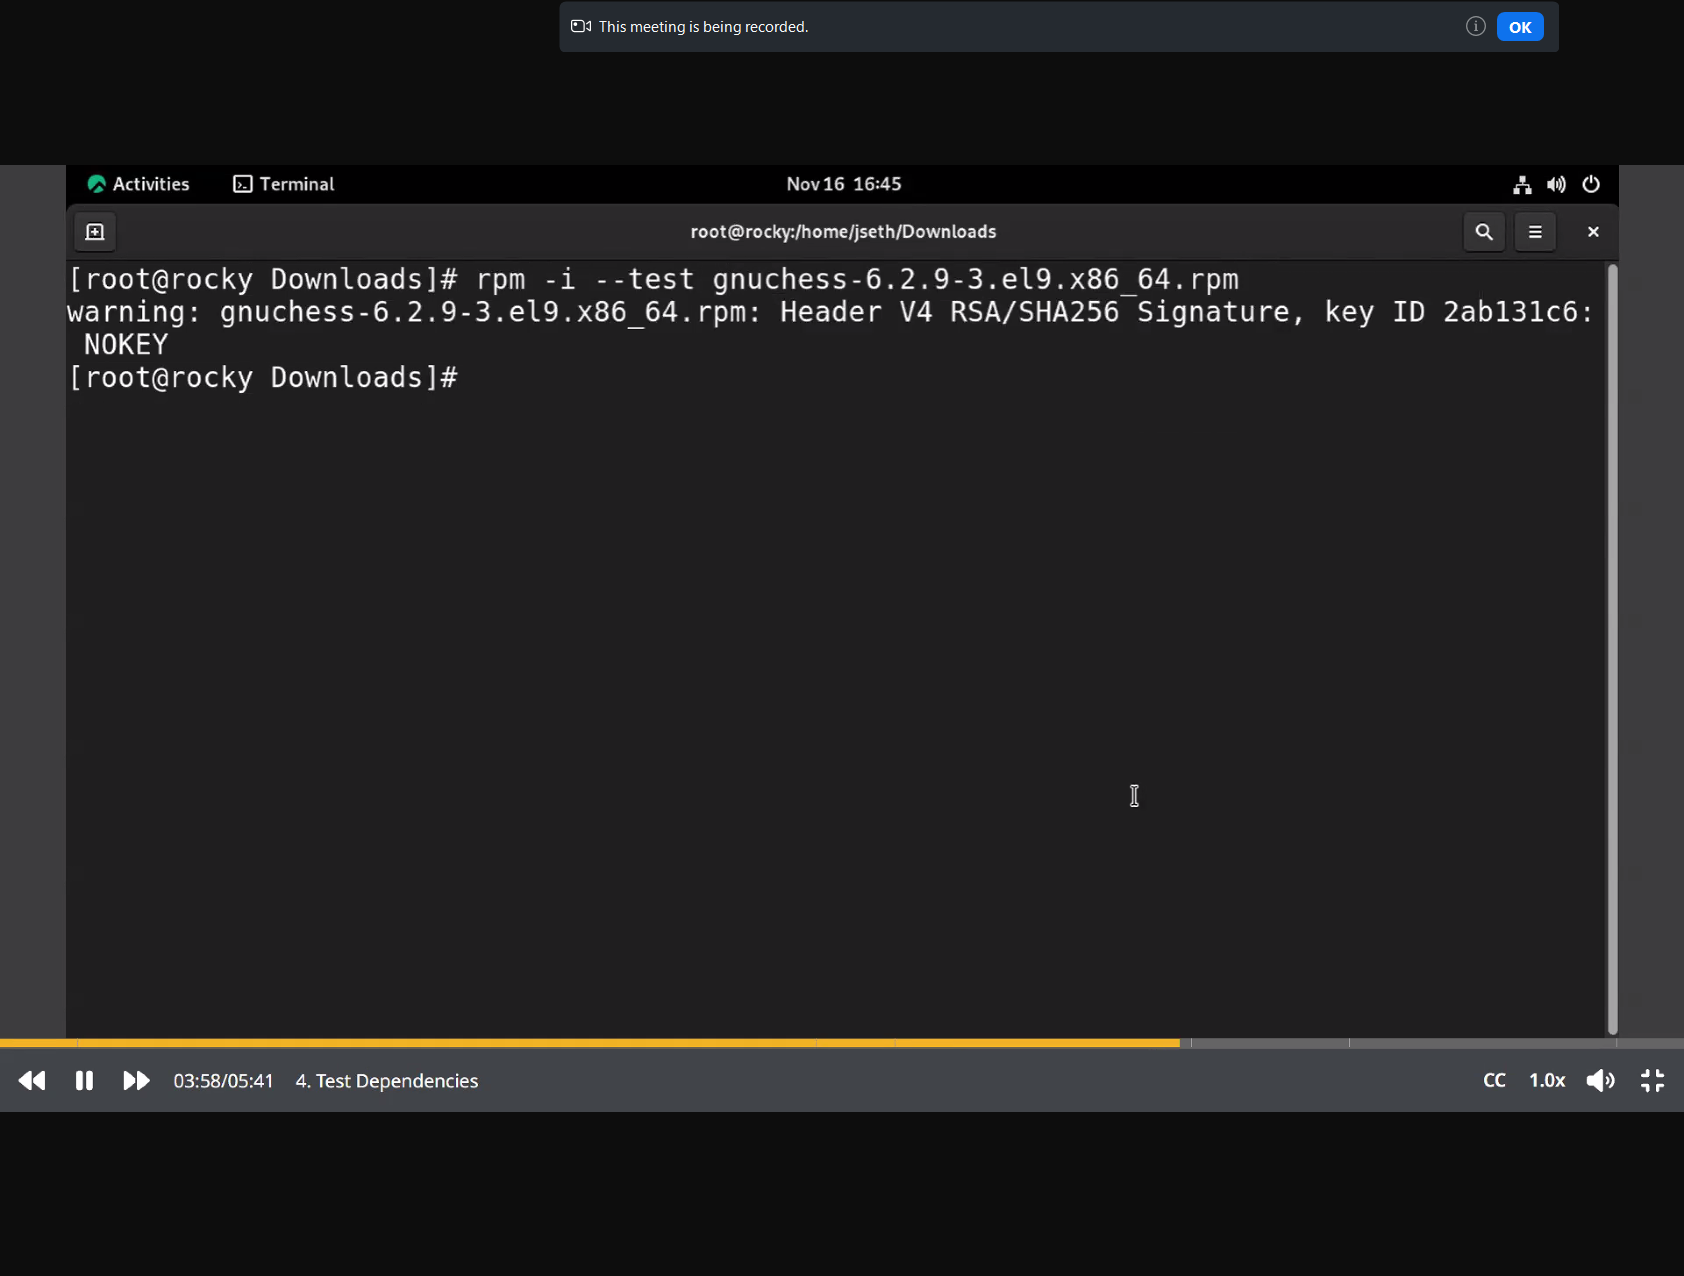 This meeting is being recorded.
OK
Activities
Terminal
Nov 16 16:45
root@rocky:/home/jseth/Downloads
[root@rocky Downloads]# rpm -i --test gnuchess-6.2.9-3.el9.x86_64.rpm
warning: gnuchess-6.2.9-3.el9.x86_64.rpm: Header V4 RSA/SHA256 Signature, key ID 2ab131c6:
NOKEY
[root@rocky Downloads]#
03:58/05:41
4. Test Dependencies
CC
1.0x